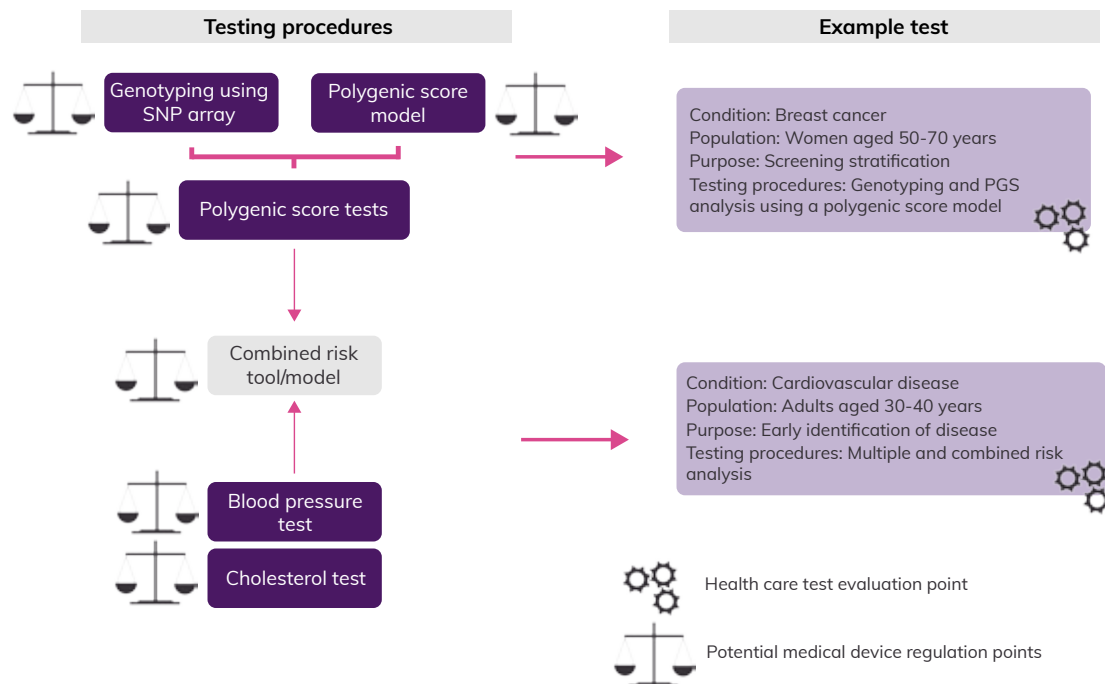 Testing procedures
Example test
Genotyping using
SNP array
Polygenic score
model
Polygenic score tests
Combined risk
tool/model
Blood pressure
test
Cholesterol test
Condition: Breast cancer
Population: Women aged 50-70 years
Purpose: Screening stratification
Testing procedures: Genotyping and PGS
analysis using a polygenic score model
Condition: Cardiovascular disease
Population: Adults aged 30-40 years
Purpose: Early identification of disease
Testing procedures: Multiple and combined risk
analysis
Health care test evaluation point
Potential medical device regulation points